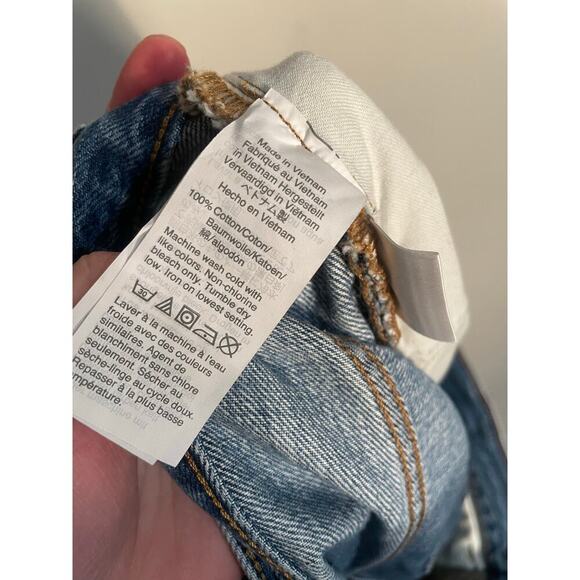 Made in Vietnam
Fabriqué au Vietnam
in Vietnam Hergestellt
Vervaardigd in Vietnam
ベトナム製
Hecho en Vietnam
100% Cotton/Coton/
Baumwolle/Katoen/
綿/algodón
Machine wash cold with
like colors. Non-chlorine
bleach only. Tumble dry
low. Iron on lowest setting.
Laver à la machine à l'eau
froide avec des couleurs
similaires. Agent de
blanchiment sans chlore
seulement. Sécher au
sèche-linge au cycle doux.
Repasser à la plus basse
température.